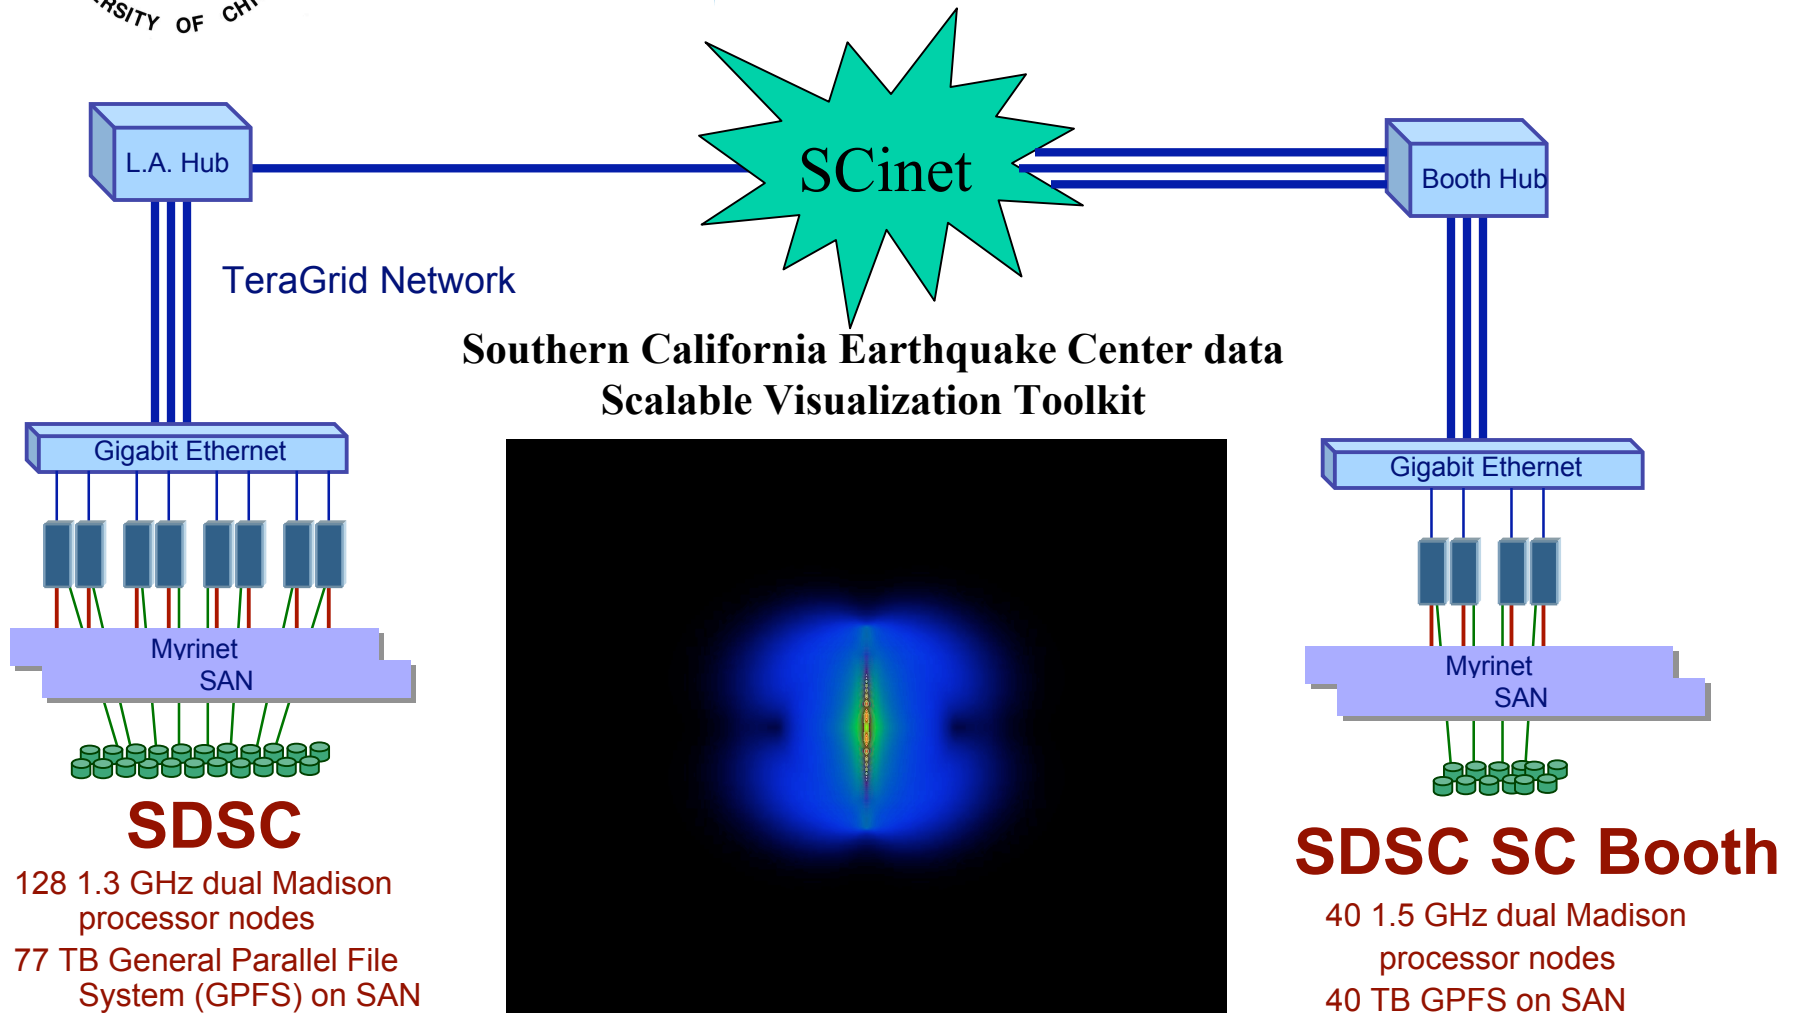 OF
L.A. Hub
SCinet
Booth Hub
TeraGrid Network
Southern California Earthquake Center data
Scalable Visualization Toolkit
Gigabit Ethernet
Gigabit Ethernet
Myrinet
SAN
Myrinet
SAN
SDSC
128 1.3 GHz dual Madison
processor nodes
77 TB General Parallel File
System (GPFS) on SAN
SDSC SC Booth
40 1.5 GHz dual Madison
processor nodes
40 TB GPFS on SAN